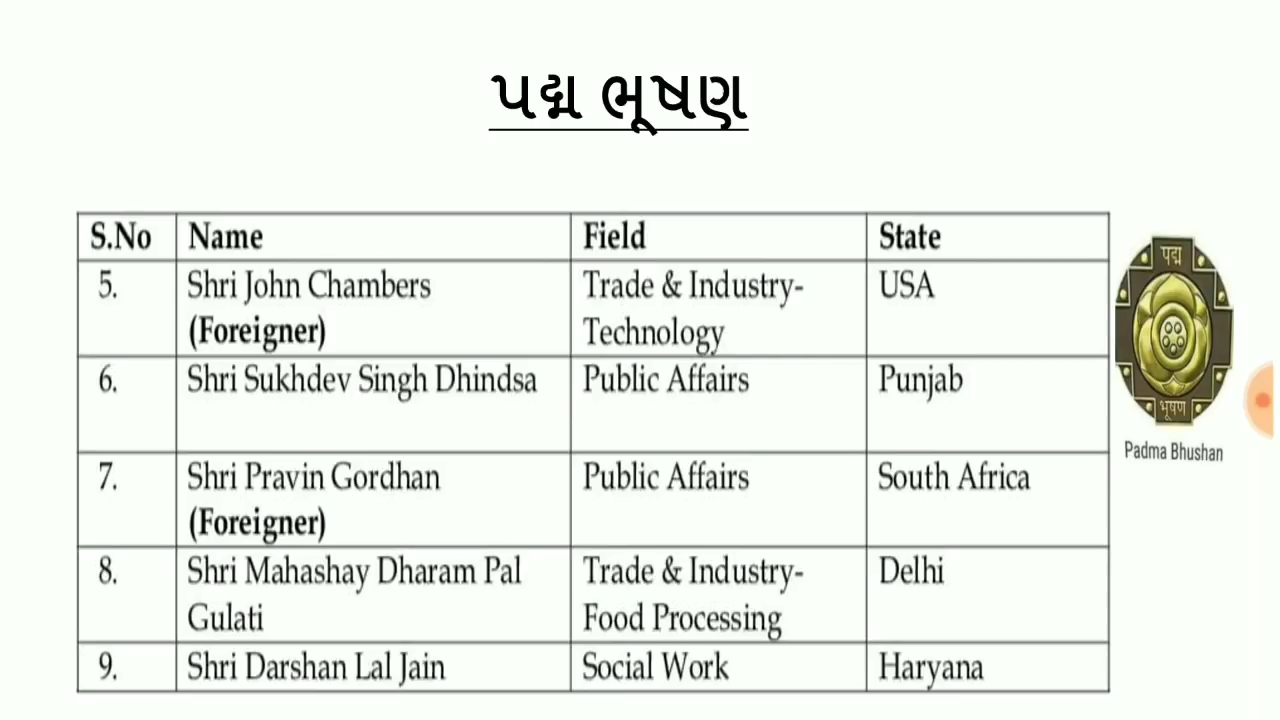 પદ્મ ભૂષણ
S.No Name Field State
5. Shri John Chambers Trade & Industry- USA
(Foreigner) Technology
6. Shri Sukhdev Singh Dhindsa Public Affairs Punjab
7. Shri Pravin Gordhan Public Affairs South Africa
(Foreigner)
8. Shri Mahashay Dharam Pal Trade & Industry- Delhi
Gulati Food Processing
9. Shri Darshan Lal Jain Social Work Haryana
पद्म
भूषण
Padma Bhushan